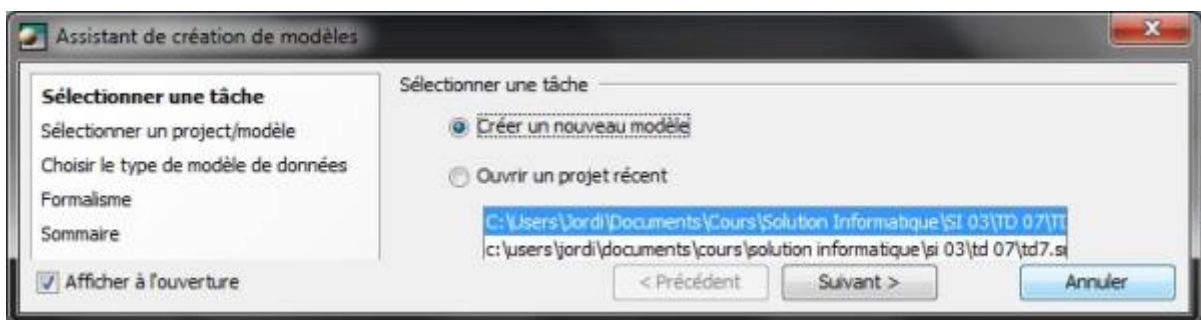 Assistant de création de modèles
Sélectionner une tâche
Sélectionner un project/modèle
Choisir le type de modèle de données
Formalisme
Sommaire
Afficher à l'ouverture
Sélectionner une tâche
Créer un nouveau modèle
Ouvrir un projet récent
C:\Users\Jordi\Documents\Cours\Solution Informatique\SI 03\TD 07\TD
c:\users\jordi\documents\cours\solution informatique\si 03\td 07\td7.s
< Précédent
Suivant >
Annuler